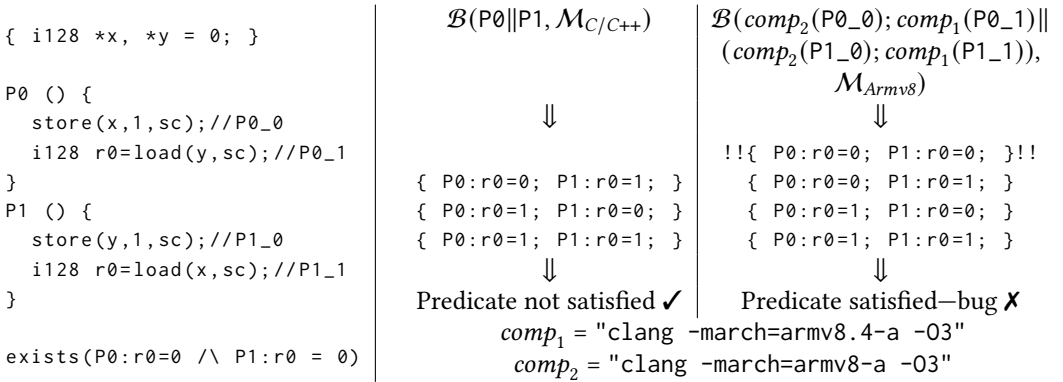 { i128 *x, *y = 0; }
P0 () {
store(x,1,sc);//P0_0
i128 r0=load(y,sc);//P0_1
}
P1 () {
store(y,1,sc);//P1_0
i128 r0=load(x,sc);//P1_1
}
exists(P0:r0=0 /\ P1:r0 = 0)
ℬ(P0||P1, ℳ_C/C++)
⇓
{ P0:r0=0; P1:r0=1; }
{ P0:r0=1; P1:r0=0; }
{ P0:r0=1; P1:r0=1; }
⇓
Predicate not satisfied ✓
ℬ(comp₂(P0_0); comp₁(P0_1)||
(comp₂(P1_0); comp₁(P1_1)),
ℳ_Armv8)
⇓
!!{ P0:r0=0; P1:r0=0; }!!
{ P0:r0=0; P1:r0=1; }
{ P0:r0=1; P1:r0=0; }
{ P0:r0=1; P1:r0=1; }
⇓
Predicate satisfied—bug ✗
comp₁ = "clang -march=armv8.4-a -O3"
comp₂ = "clang -march=armv8-a -O3"